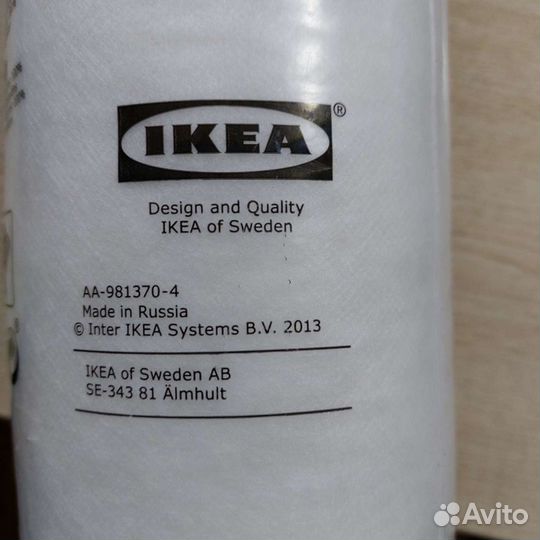 IKEA®
Design and Quality
IKEA of Sweden
AA-981370-4
Made in Russia
© Inter IKEA Systems B.V. 2013
IKEA of Sweden AB
SE-343 81 Älmhult
Avito